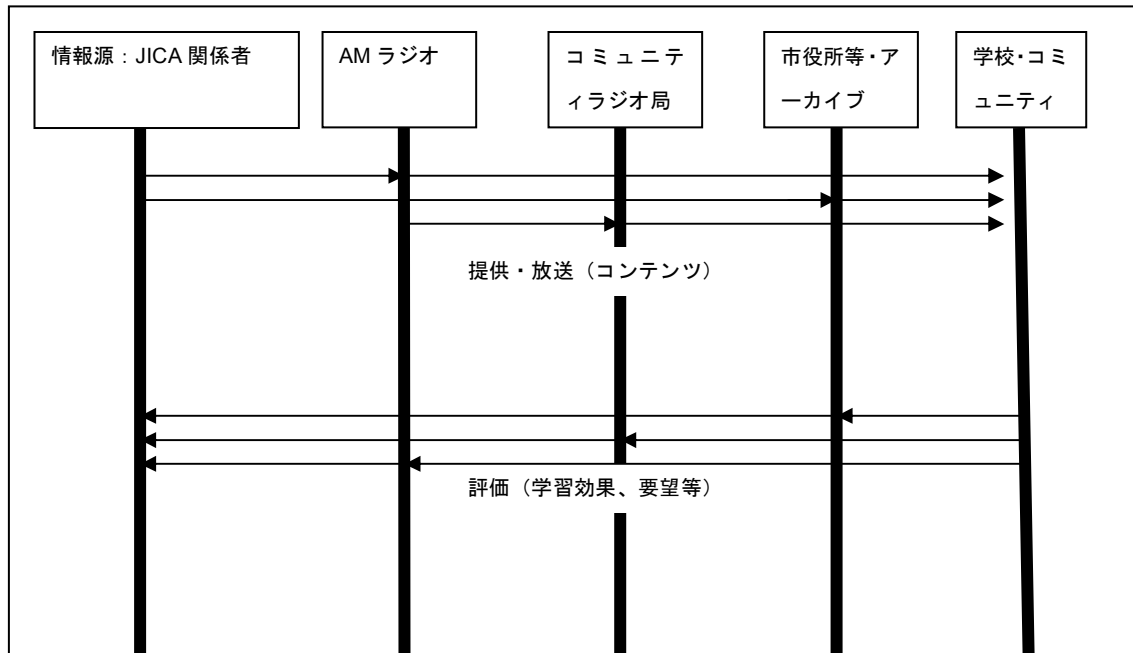 情報源：JICA 関係者
AM ラジオ
コミュニテ
ィラジオ局
市役所等・ア
ーカイブ
学校・コミ
ュニティ
提供・放送（コンテンツ）
評価（学習効果、要望等）